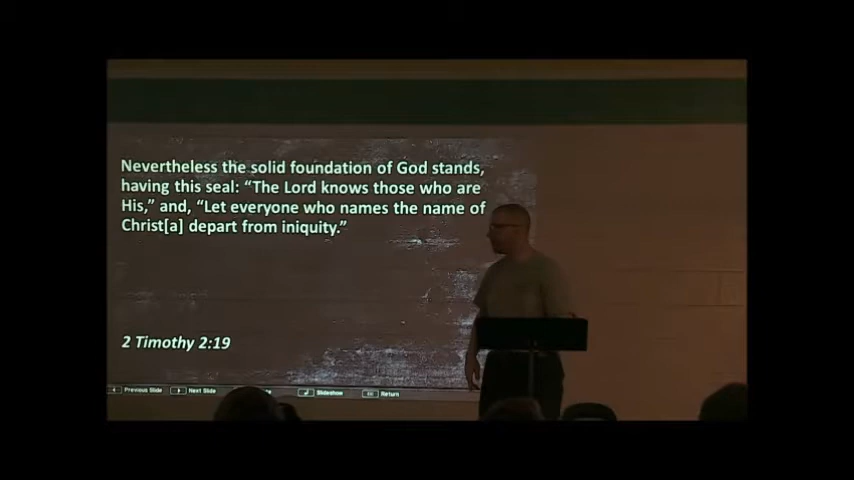 Nevertheless the solid foundation of God stands,
having this seal: “The Lord knows those who are
His,” and, “Let everyone who names the name of
Christ[a] depart from iniquity.”
2 Timothy 2:19
Previous Slide Next Slide Slideshow Return